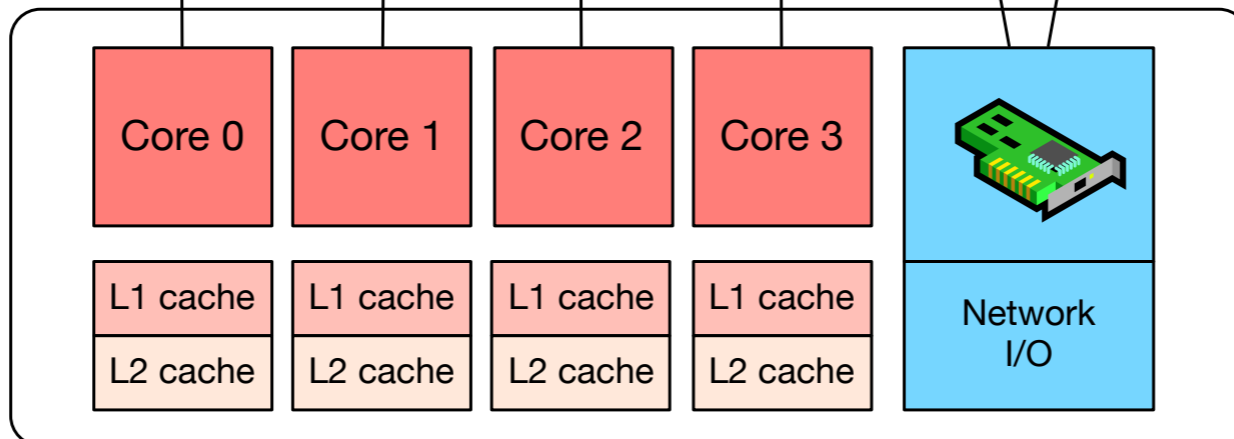 Core 0
Core 1
Core 2
Core 3
L1 cache
L1 cache
L1 cache
L1 cache
L2 cache
L2 cache
L2 cache
L2 cache
Network
I/O